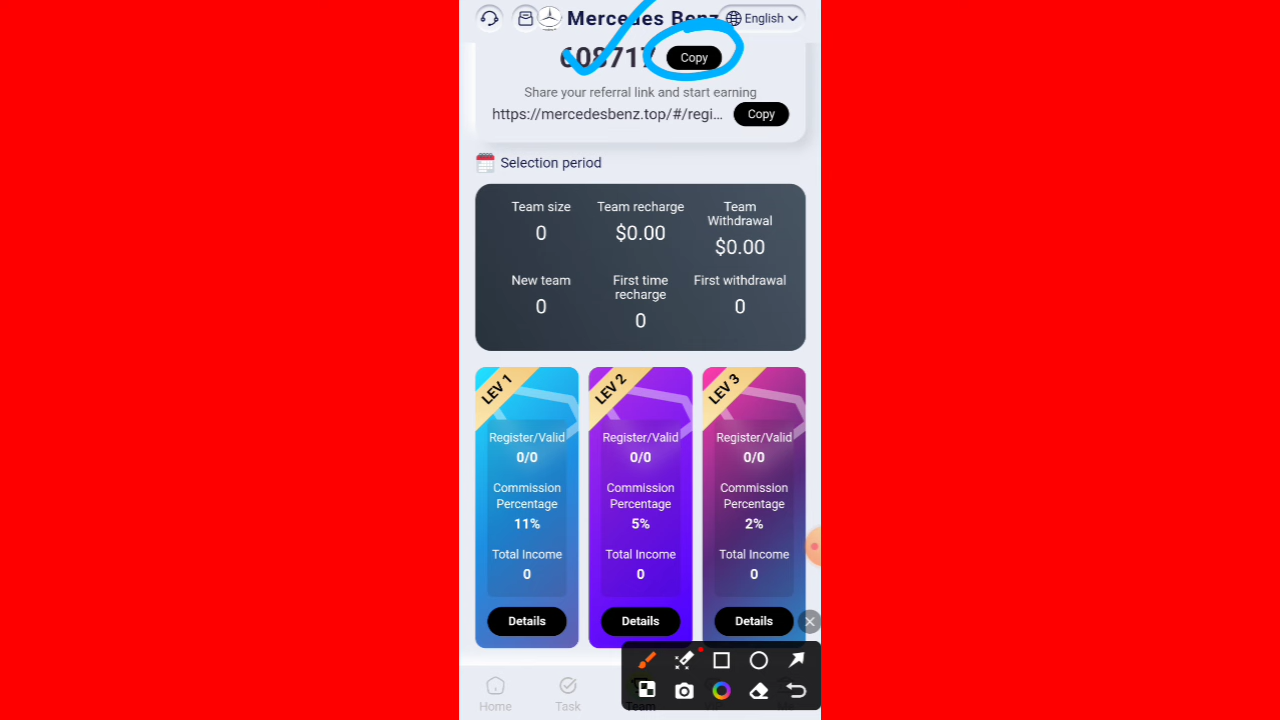 Mercedes Benz
English
608717
Copy
Share your referral link and start earning
https://mercedesbenz.top/#/regi...
Copy
Selection period
Team size
0
Team recharge
$0.00
Team Withdrawal
$0.00
New team
0
First time recharge
0
First withdrawal
0
LEV 1
Register/Valid
0/0
Commission
Percentage
11%
Total Income
0
Details
LEV 2
Register/Valid
0/0
Commission
Percentage
5%
Total Income
0
Details
LEV 3
Register/Valid
0/0
Commission
Percentage
2%
Total Income
0
Details
Home
Task
Team